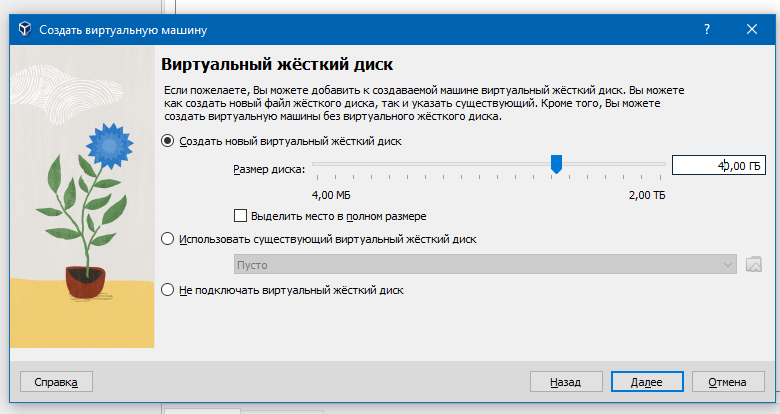 Создать виртуальную машину
?
Виртуальный жёсткий диск
Если пожелаете, Вы можете добавить к создаваемой машине виртуальный жёсткий диск. Вы можете
как создать новый файл жёсткого диска, так и указать существующий. Кроме того, Вы можете
создать виртуальную машины без виртуального жёсткого диска.
Создать новый виртуальный жёсткий диск
Размер диска: 40,00 ГБ
4,00 МБ 2,00 ТБ
Выделить место в полном размере
Использовать существующий виртуальный жёсткий диск
Пусто
Не подключать виртуальный жёсткий диск
Справка Назад Далее Отмена